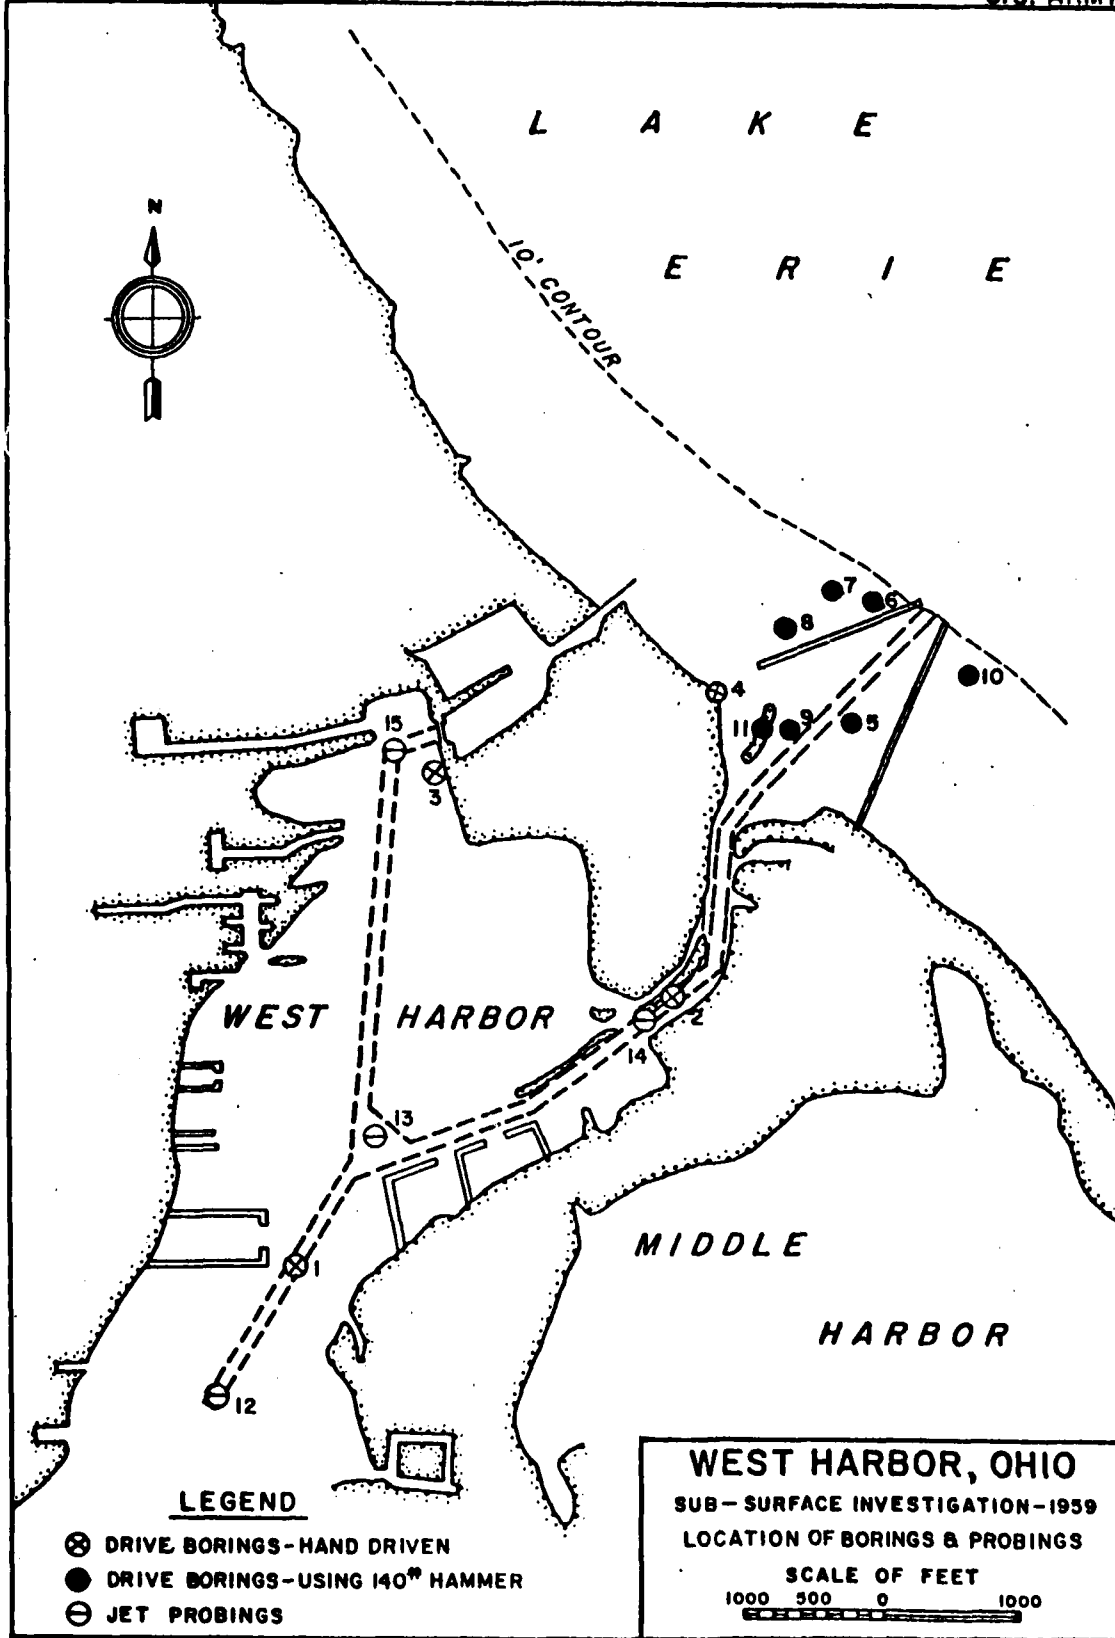 L A K E
N
E R I E
10' CONTOUR
7
6
8
10
4
11
9
5
15
3
WEST HARBOR
2
14
13
MIDDLE
1
HARBOR
12
WEST HARBOR, OHIO
LEGEND
SUB-SURFACE INVESTIGATION-1959
DRIVE BORINGS-HAND DRIVEN
LOCATION OF BORINGS & PROBINGS
DRIVE BORINGS-USING 140# HAMMER
SCALE OF FEET
1000 500 0 1000
JET PROBINGS